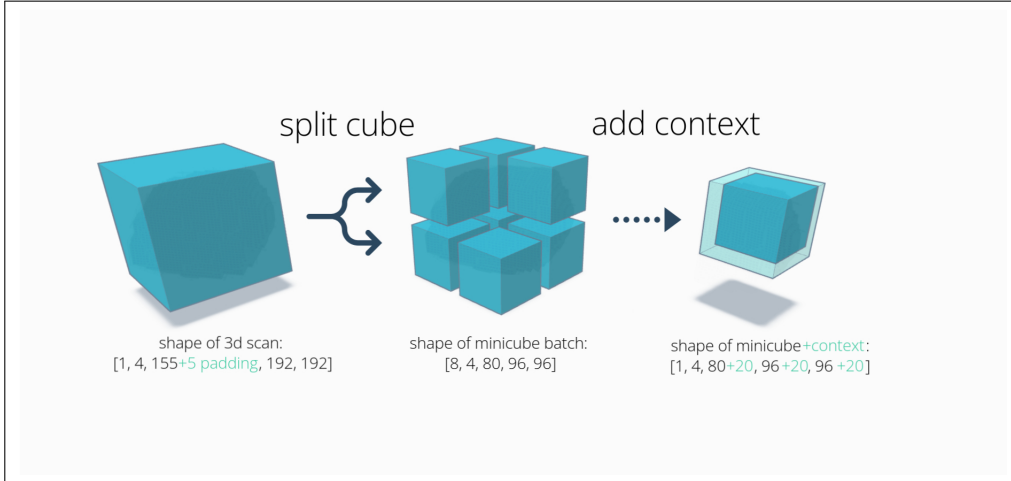 split cube
add context
shape of 3d scan:
[1, 4, 155+5 padding, 192, 192]
shape of minicube batch:
[8, 4, 80, 96, 96]
shape of minicube+context:
[1, 4, 80+20, 96+20, 96 +20]